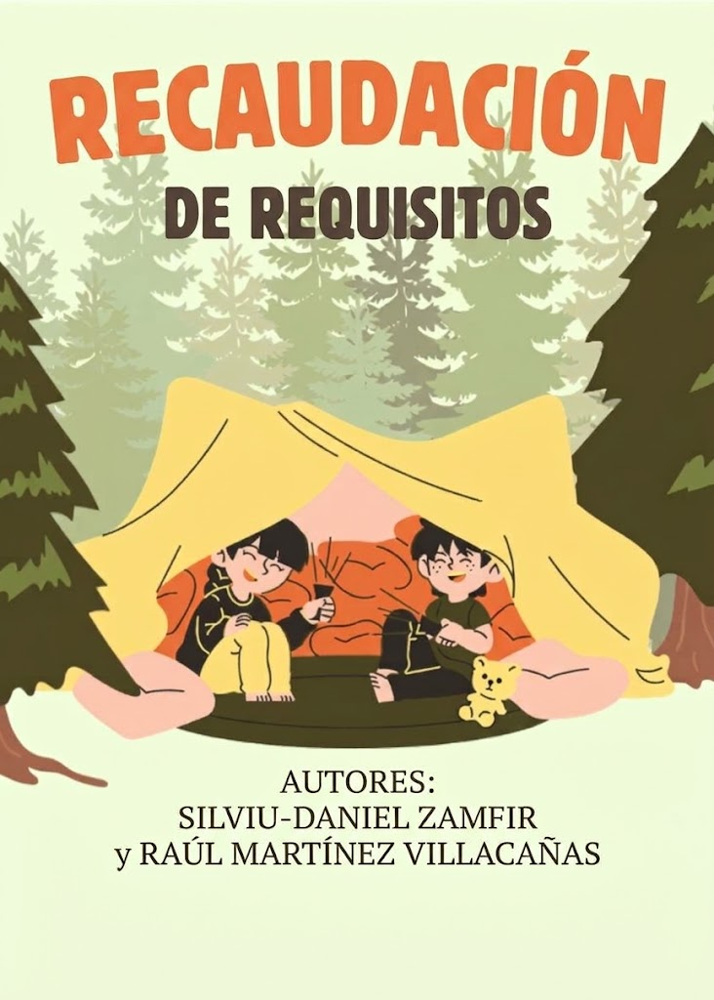 RECAUDACIÓN
DE REQUISITOS
AUTORES:
SILVIU-DANIEL ZAMFIR
y RAÚL MARTÍNEZ VILLACAÑAS